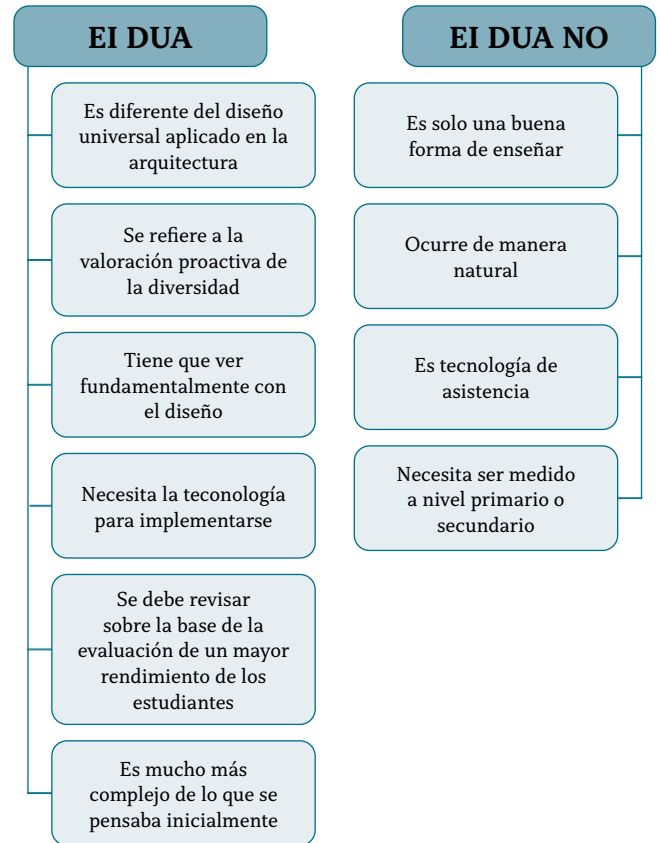 El DUA
Es diferente del diseño
universal aplicado en la
arquitectura
Se refiere a la
valoración proactiva de
la diversidad
Tiene que ver
fundamentalmente con
el diseño
Necesita la teconología
para implementarse
Se debe revisar
sobre la base de la
evaluación de un mayor
rendimiento de los
estudiantes
Es mucho más
complejo de lo que se
pensaba inicialmente
El DUA NO
Es solo una buena
forma de enseñar
Ocurre de manera
natural
Es tecnología de
asistencia
Necesita ser medido
a nivel primario o
secundario